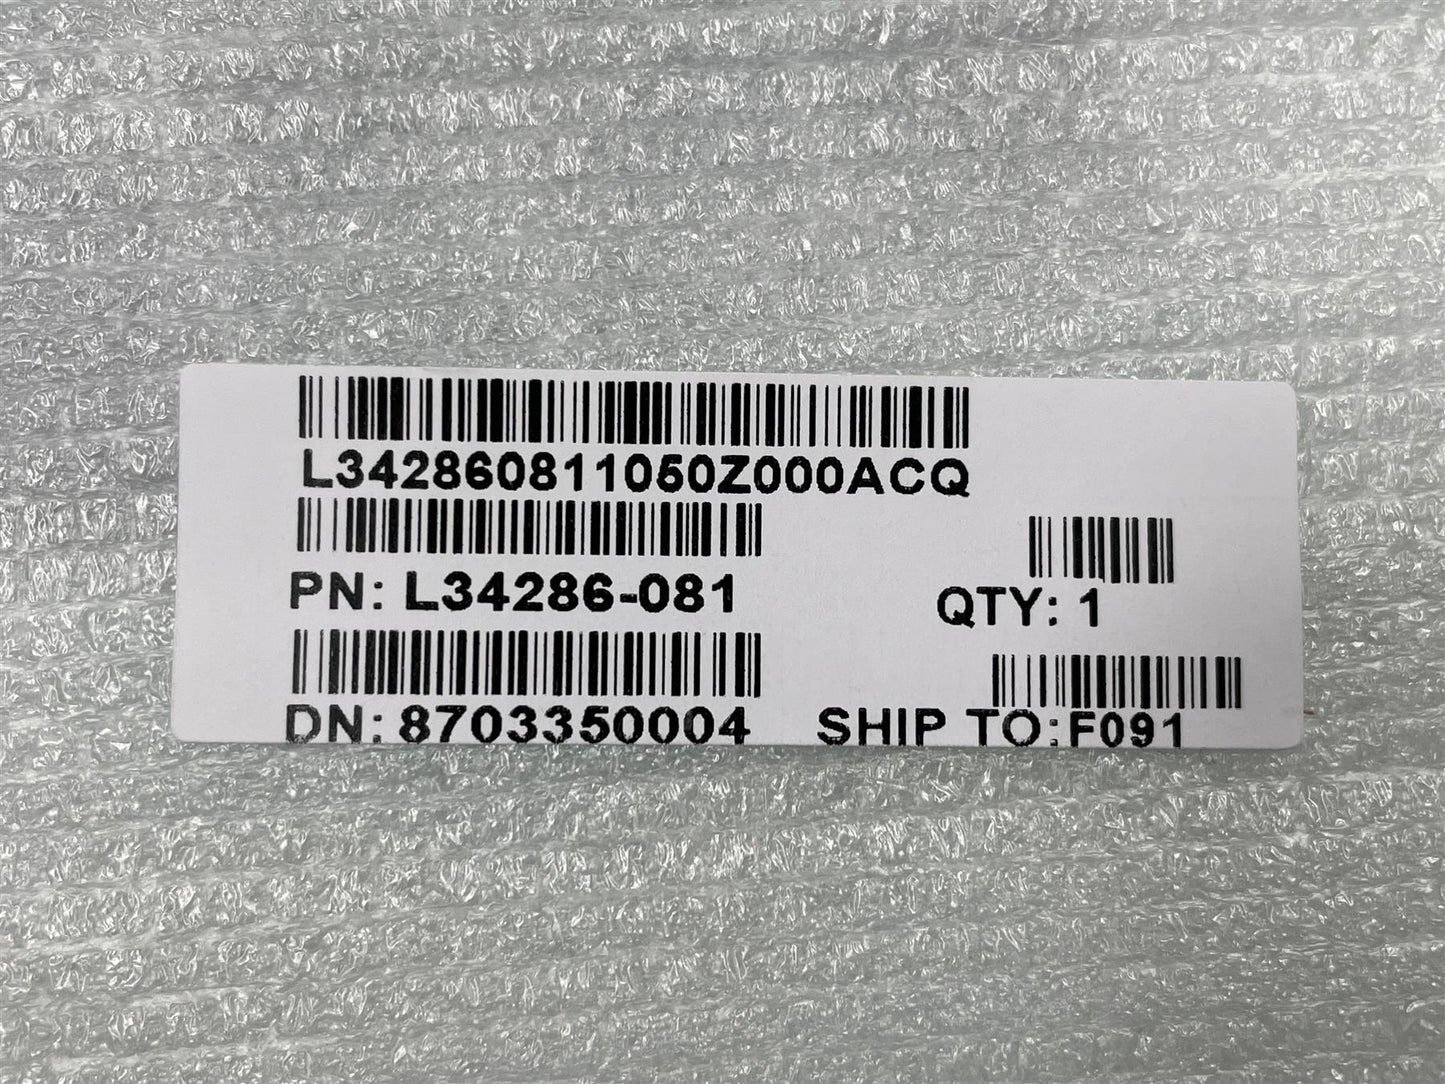 L342860811050Z000ACQ
PN: L34286-081
QTY: 1
DN: 8703350004
SHIP TO:F091